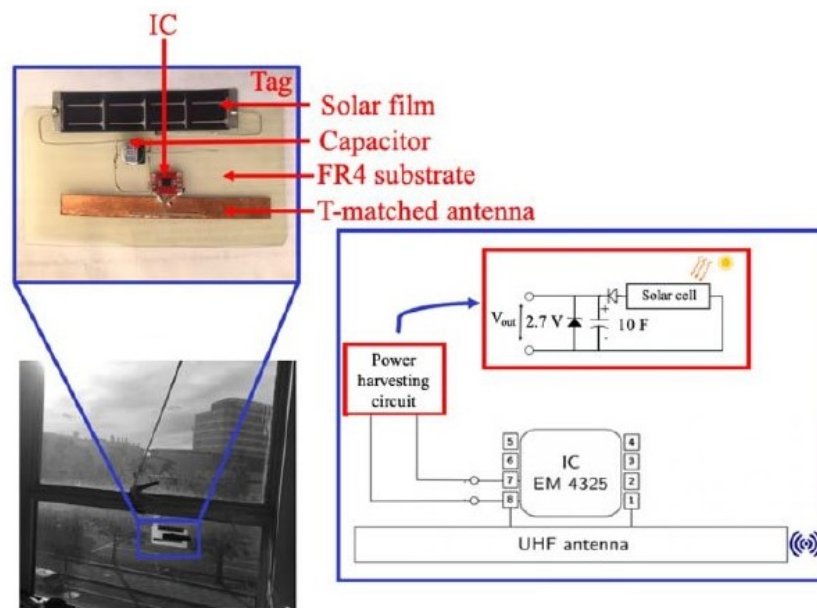 IC
Tag
Solar film
Capacitor
FR4 substrate
T-matched antenna
Solar cell
Vout
2.7 V
+
10 F
-
Power
harvesting
circuit
5
6
7
8
IC
EM 4325
4
3
2
1
UHF antenna